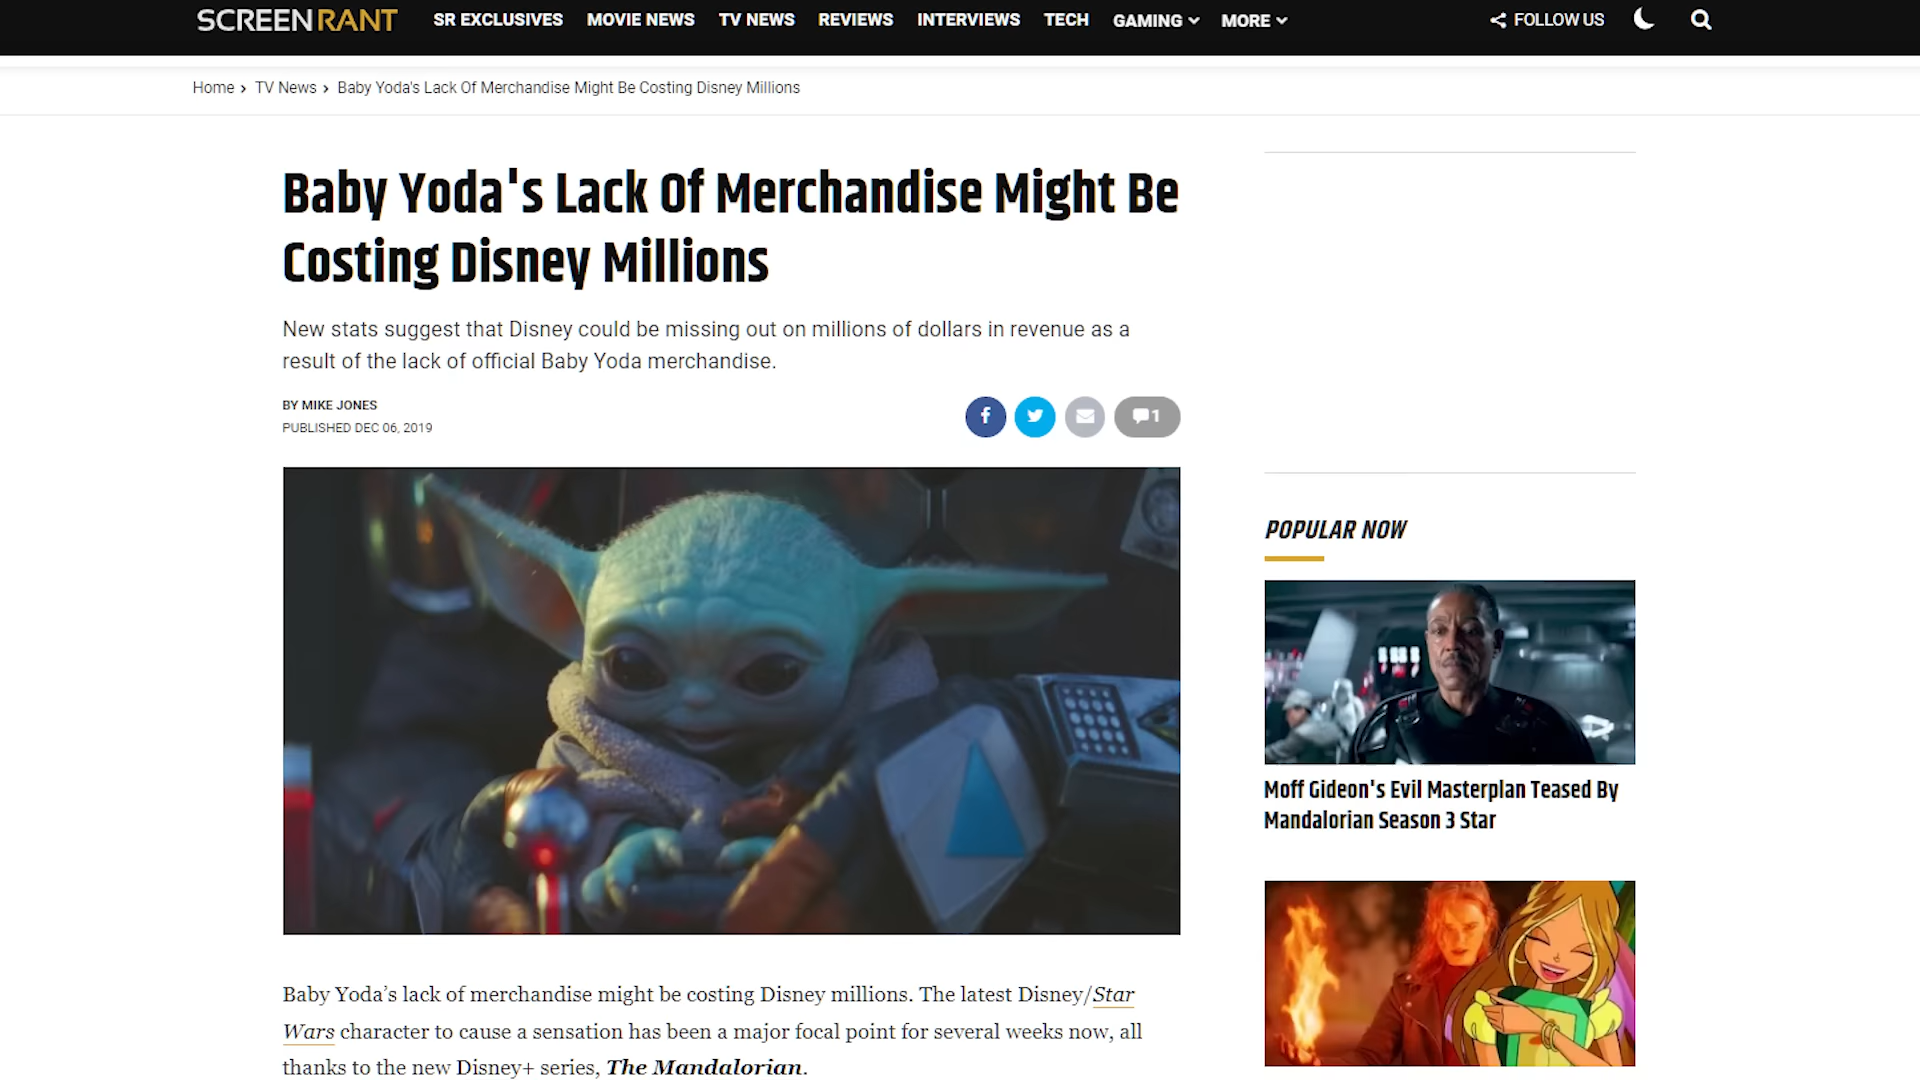 SCREENRANT SR EXCLUSIVES MOVIE NEWS TV NEWS REVIEWS INTERVIEWS TECH GAMING MORE FOLLOW US
Home > TV News > Baby Yoda's Lack Of Merchandise Might Be Costing Disney Millions
Baby Yoda's Lack Of Merchandise Might Be
Costing Disney Millions
New stats suggest that Disney could be missing out on millions of dollars in revenue as a
result of the lack of official Baby Yoda merchandise.
BY MIKE JONES
PUBLISHED DEC 06, 2019
1
Baby Yoda’s lack of merchandise might be costing Disney millions. The latest Disney/Star
Wars character to cause a sensation has been a major focal point for several weeks now, all
thanks to the new Disney+ series, The Mandalorian.
POPULAR NOW
Moff Gideon's Evil Masterplan Teased By
Mandalorian Season 3 Star